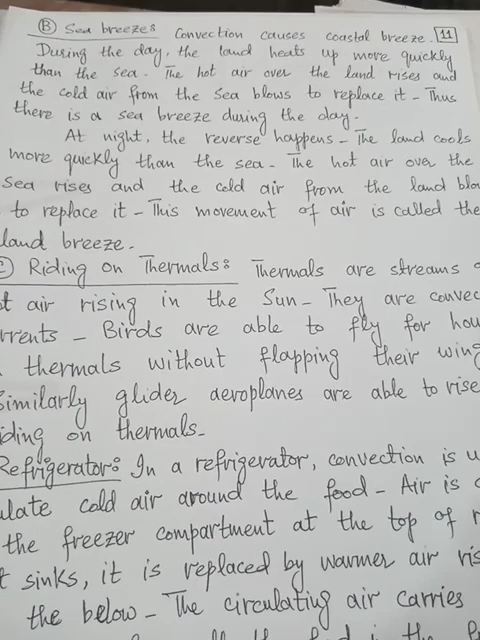 (B) Sea breeze: Convection causes coastal breeze. 11
During the day, the land heats up more quickly
than the sea. The hot air over the land rises and
the cold air from the Sea blows to replace it - Thus
there is a sea breeze during the day.
At night, the reverse happens - The land cools
more quickly than the sea - The hot air over the
Sea rises and the cold air from the land blo
to replace it - This movement of air is called the
land breeze.
C) Riding on Thermals: Thermals are streams o
t air rising in the Sun - They are convec
rrents - Birds are able to fly for hou
thermals without flapping their wing
Similarly glider aeroplanes are able to rise
iding on thermals -
Refrigerator: In a refrigerator, convection is u
ulate cold air around the food - Air is c
the freezer compartment at the top of r
t sinks, it is replaced by warmer air ris
the below - The circulating air carries